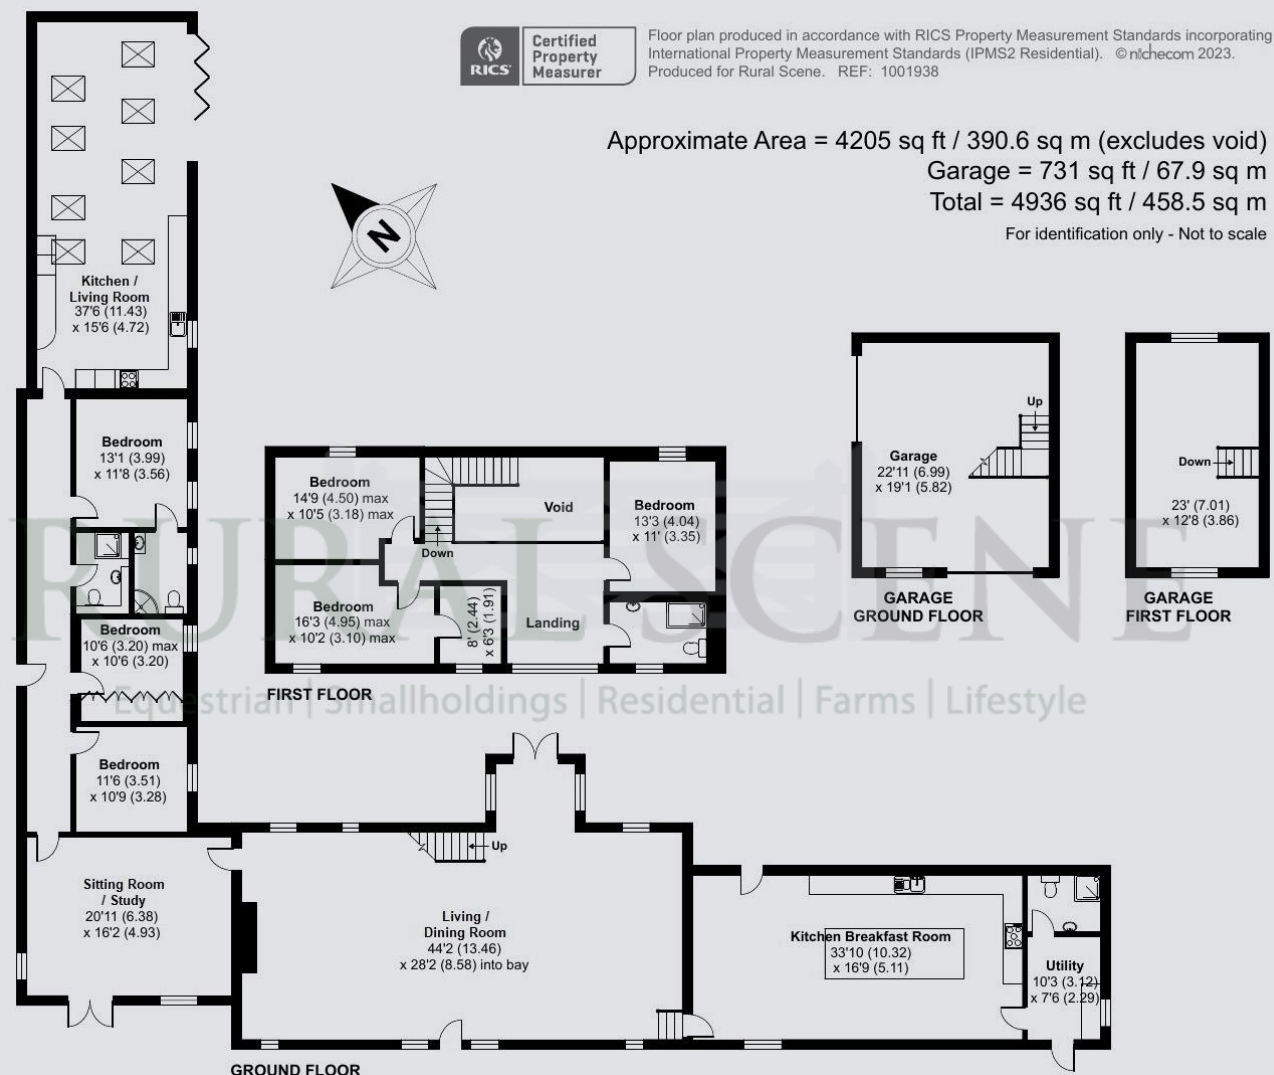 RICS
Certified
Property
Measurer
Floor plan produced in accordance with RICS Property Measurement Standards incorporating
International Property Measurement Standards (IPMS2 Residential). © nichecom 2023.
Produced for Rural Scene. REF: 1001938
Approximate Area = 4205 sq ft / 390.6 sq m (excludes void)
Garage = 731 sq ft / 67.9 sq m
Total = 4936 sq ft / 458.5 sq m
For identification only - Not to scale
N
Kitchen /
Living Room
37'6 (11.43)
x 15'6 (4.72)
Bedroom
13'1 (3.99)
x 11'8 (3.56)
Bedroom
10'6 (3.20) max
x 10'6 (3.20)
Bedroom
11'6 (3.51)
x 10'9 (3.28)
Sitting Room
/ Study
20'11 (6.38)
x 16'2 (4.93)
Bedroom
14'9 (4.50) max
x 10'5 (3.18) max
Down
Void
Bedroom
13'3 (4.04)
x 11' (3.35)
Bedroom
16'3 (4.95) max
x 10'2 (3.10) max
8' (2.44)
x 6'3 (1.91)
Landing
FIRST FLOOR
Up
Garage
22'11 (6.99)
x 19'1 (5.82)
GARAGE
GROUND FLOOR
Down
23' (7.01)
x 12'8 (3.86)
GARAGE
FIRST FLOOR
RURAL SCENE
Equestrian | Smallholdings | Residential | Farms | Lifestyle
Up
Living /
Dining Room
44'2 (13.46)
x 28'2 (8.58) into bay
Kitchen Breakfast Room
33'10 (10.32)
x 16'9 (5.11)
Utility
10'3 (3.12)
x 7'6 (2.29)
GROUND FLOOR